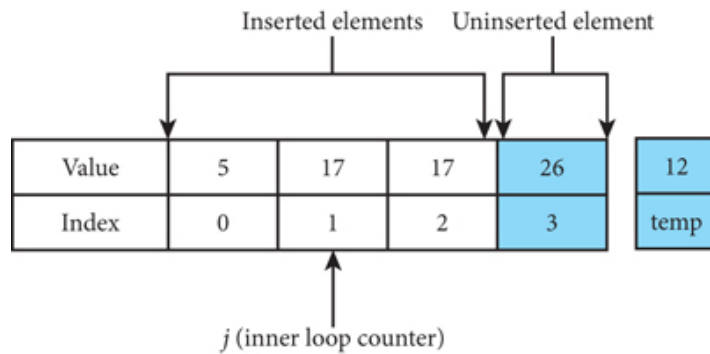 Inserted elements Uninserted element
Value 5 17 17 26 12
Index 0 1 2 3 temp
j (inner loop counter)